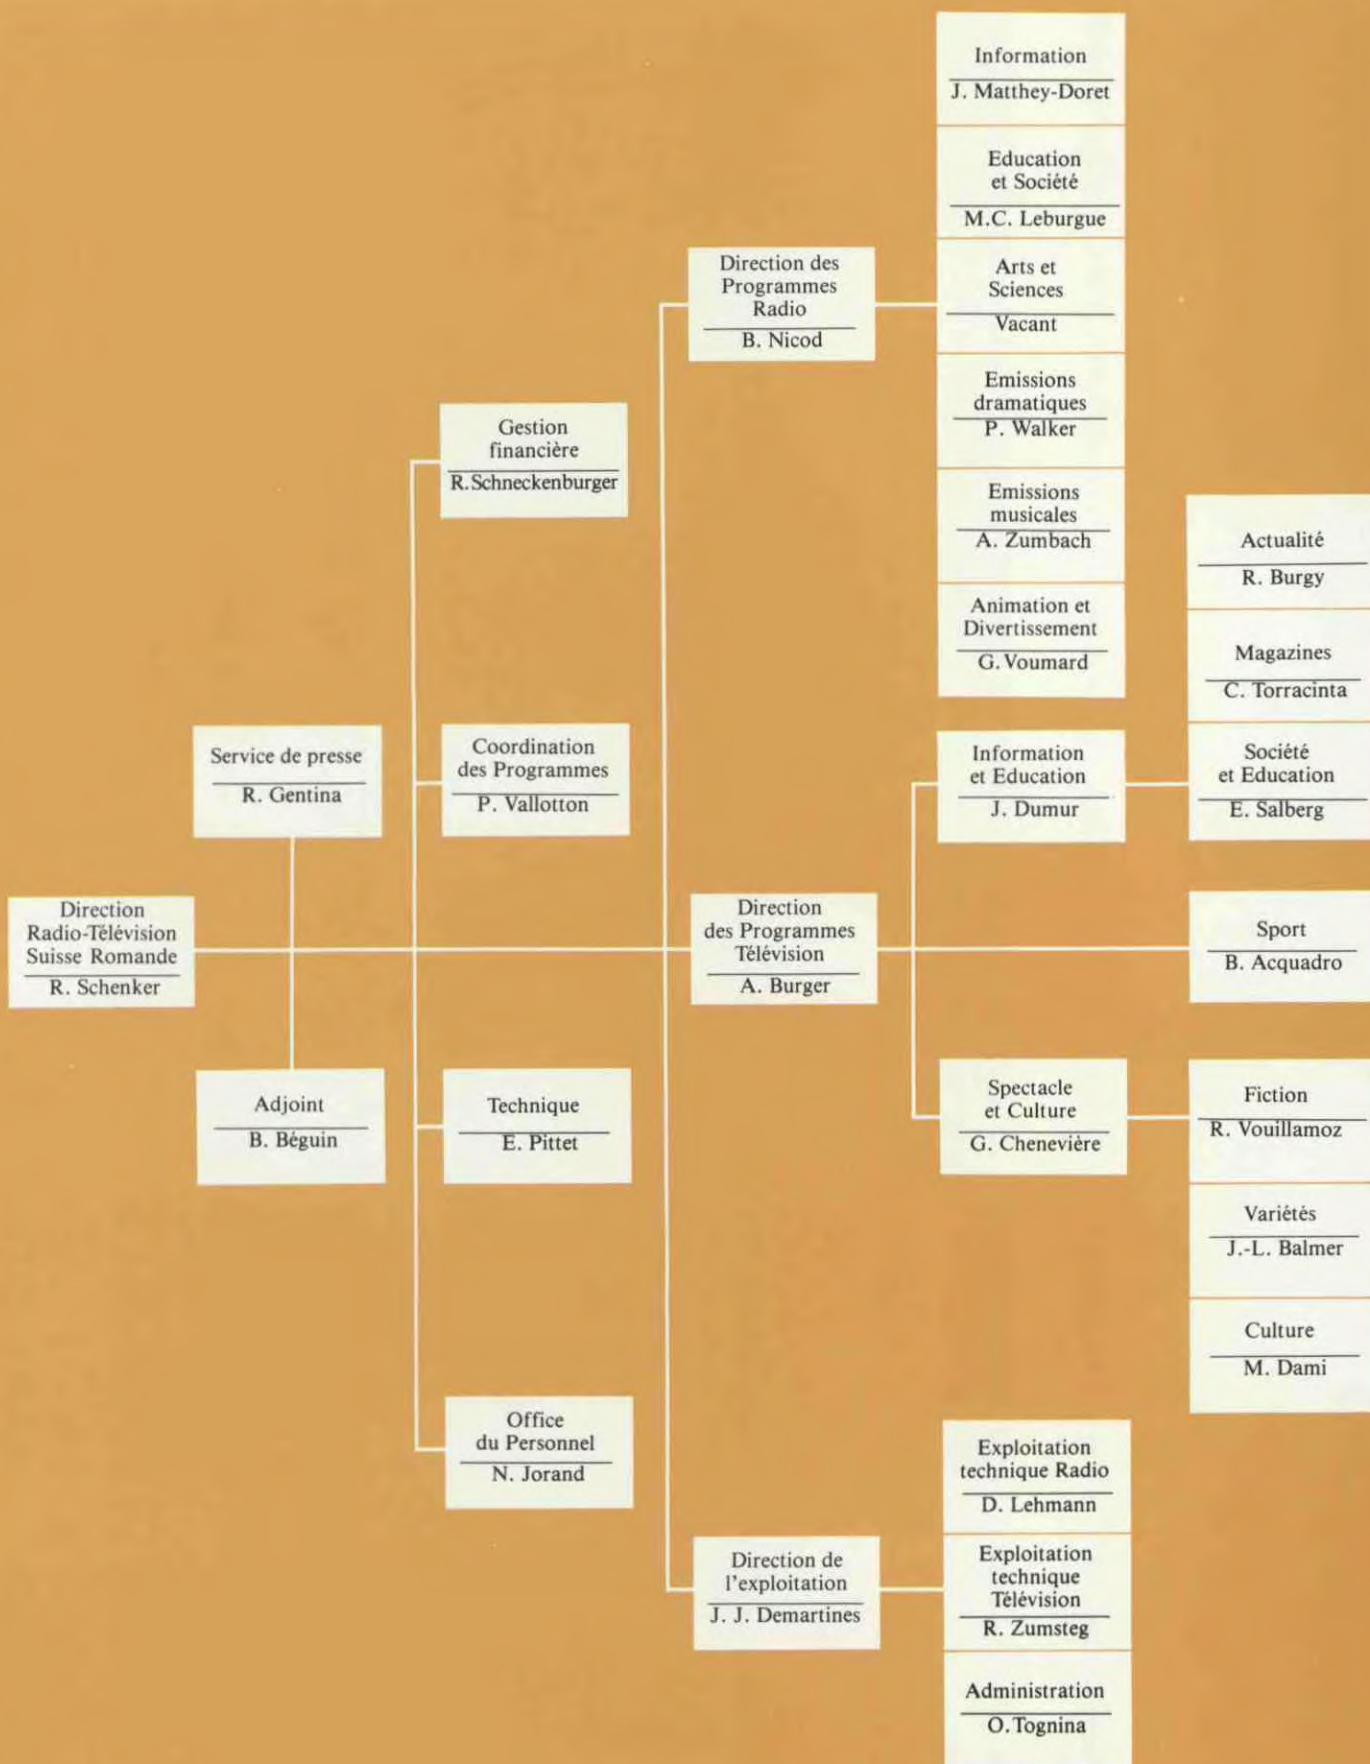 Direction
Radio-Télévision
Suisse Romande
R. Schenker
Service de presse
R. Gentina
Adjoint
B. Béguin
Gestion
financière
R. Schneckenburger
Coordination
des Programmes
P. Vallotton
Technique
E. Pittet
Office
du Personnel
N. Jorand
Direction des
Programmes
Radio
B. Nicod
Information
J. Matthey-Doret
Education
et Société
M.C. Leburgue
Arts et
Sciences
Vacant
Emissions
dramatiques
P. Walker
Emissions
musicales
A. Zumbach
Animation et
Divertissement
G. Voumard
Direction
des Programmes
Télévision
A. Burger
Information
et Education
J. Dumur
Actualité
R. Burgy
Magazines
C. Torracinta
Société
et Education
E. Salberg
Sport
B. Acquadro
Spectacle
et Culture
G. Chenevière
Fiction
R. Vouillamoz
Variétés
J.-L. Balmer
Culture
M. Dami
Direction de
l'exploitation
J. J. Demartines
Exploitation
technique Radio
D. Lehmann
Exploitation
technique
Télévision
R. Zumsteg
Administration
O. Tognina